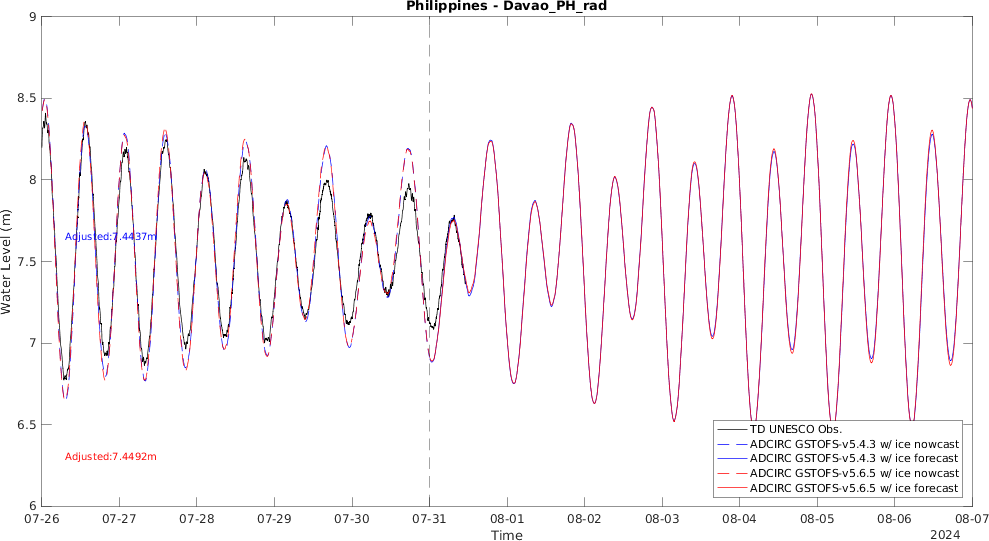 Philippines - Davao_PH_rad
Water Level (m)
9
8.5
8
7.5
7
6.5
6
Adjusted:7.4437m
Adjusted:7.4492m
TD UNESCO Obs.
ADCIRC GSTOFS-v5.4.3 w/ ice nowcast
ADCIRC GSTOFS-v5.4.3 w/ ice forecast
ADCIRC GSTOFS-v5.6.5 w/ ice nowcast
ADCIRC GSTOFS-v5.6.5 w/ ice forecast
07-26 07-27 07-28 07-29 07-30 07-31 08-01 08-02 08-03 08-04 08-05 08-06 08-07
Time
2024